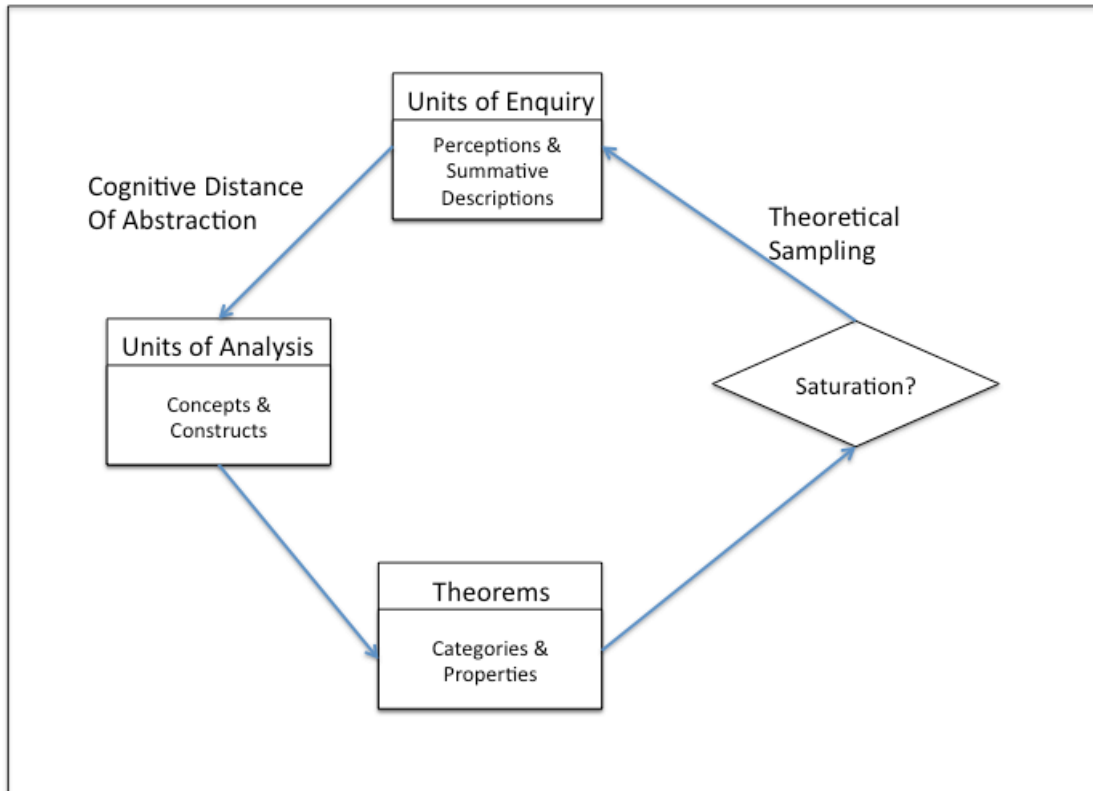 Units of Enquiry
Perceptions &
Summative
Descriptions
Cognitive Distance
Of Abstraction
Theoretical
Sampling
Units of Analysis
Concepts &
Constructs
Saturation?
Theorems
Categories &
Properties